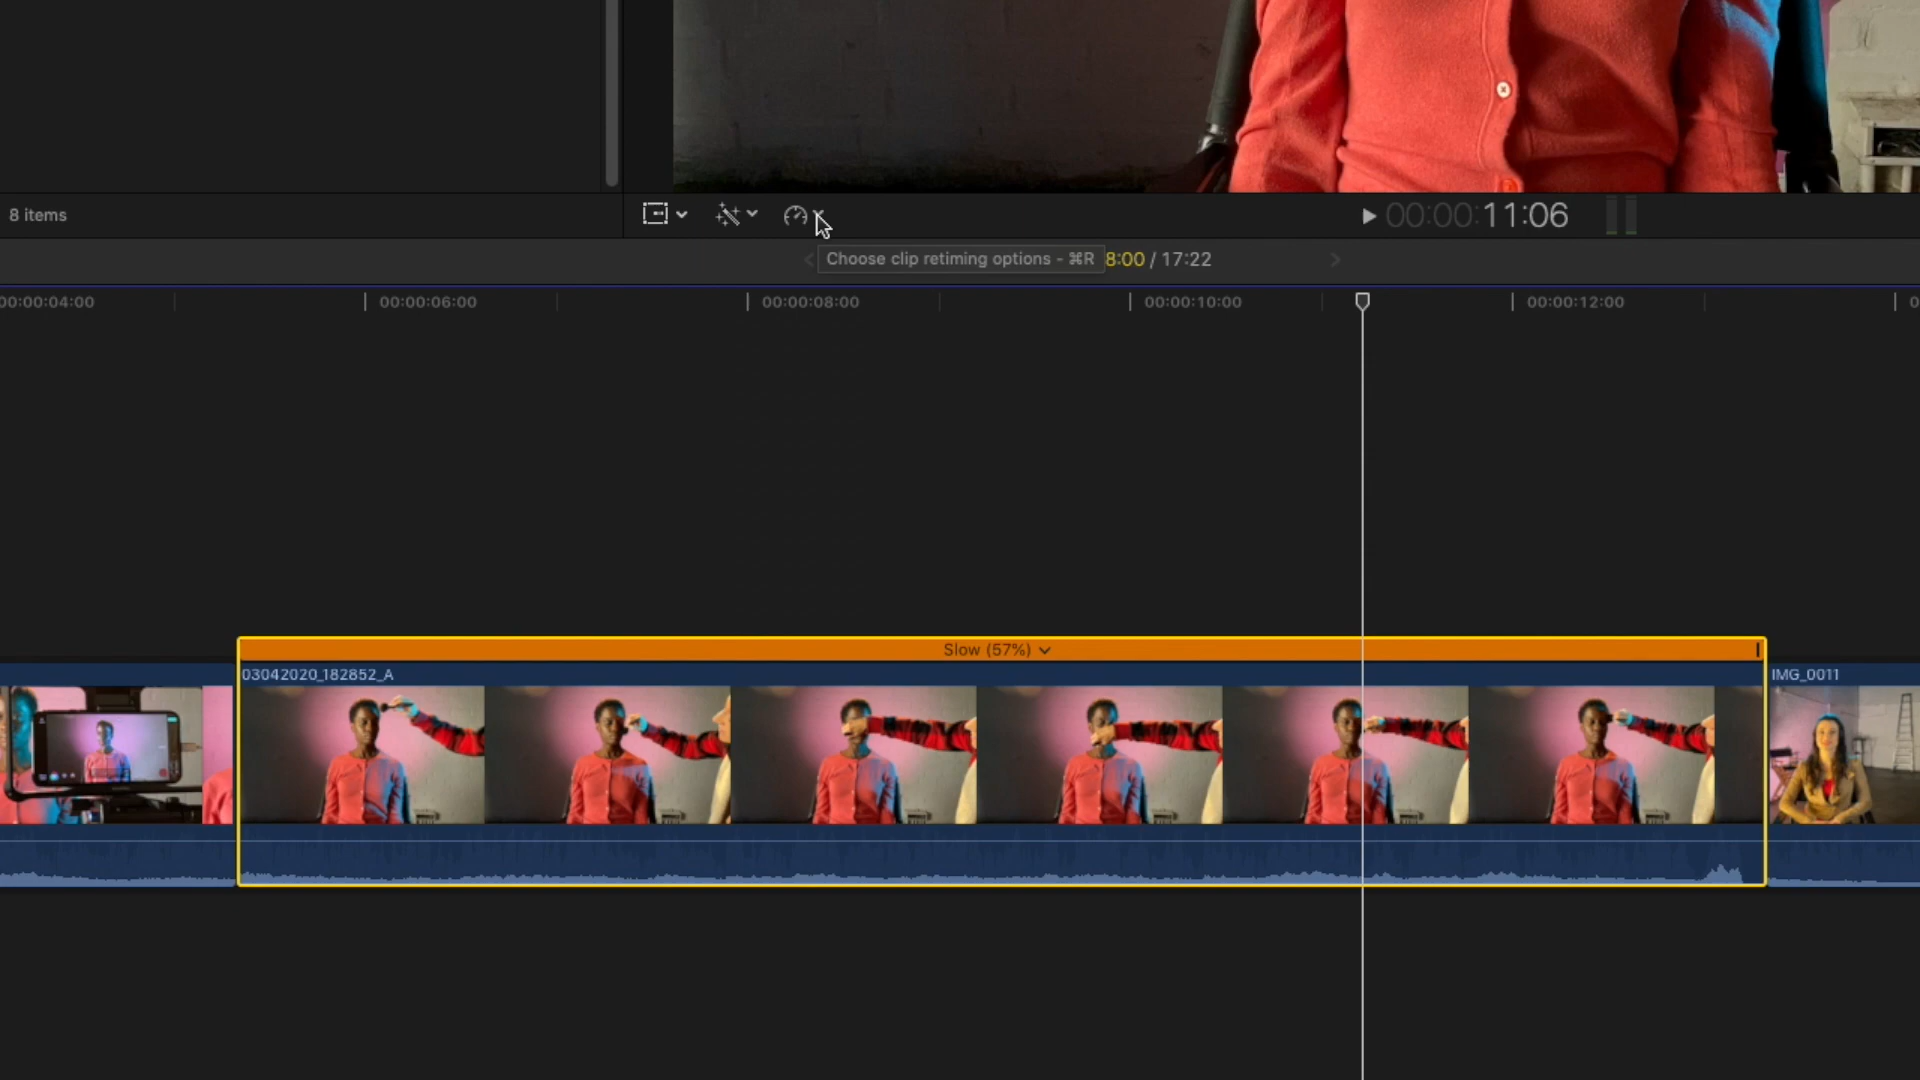 8 items
00:00:11:06
Choose clip retiming options - ⌘R
8:00 / 17:22
00:00:04:00
00:00:06:00
00:00:08:00
00:00:10:00
00:00:12:00
Slow (57%)
03042020_182852_A
IMG_0011